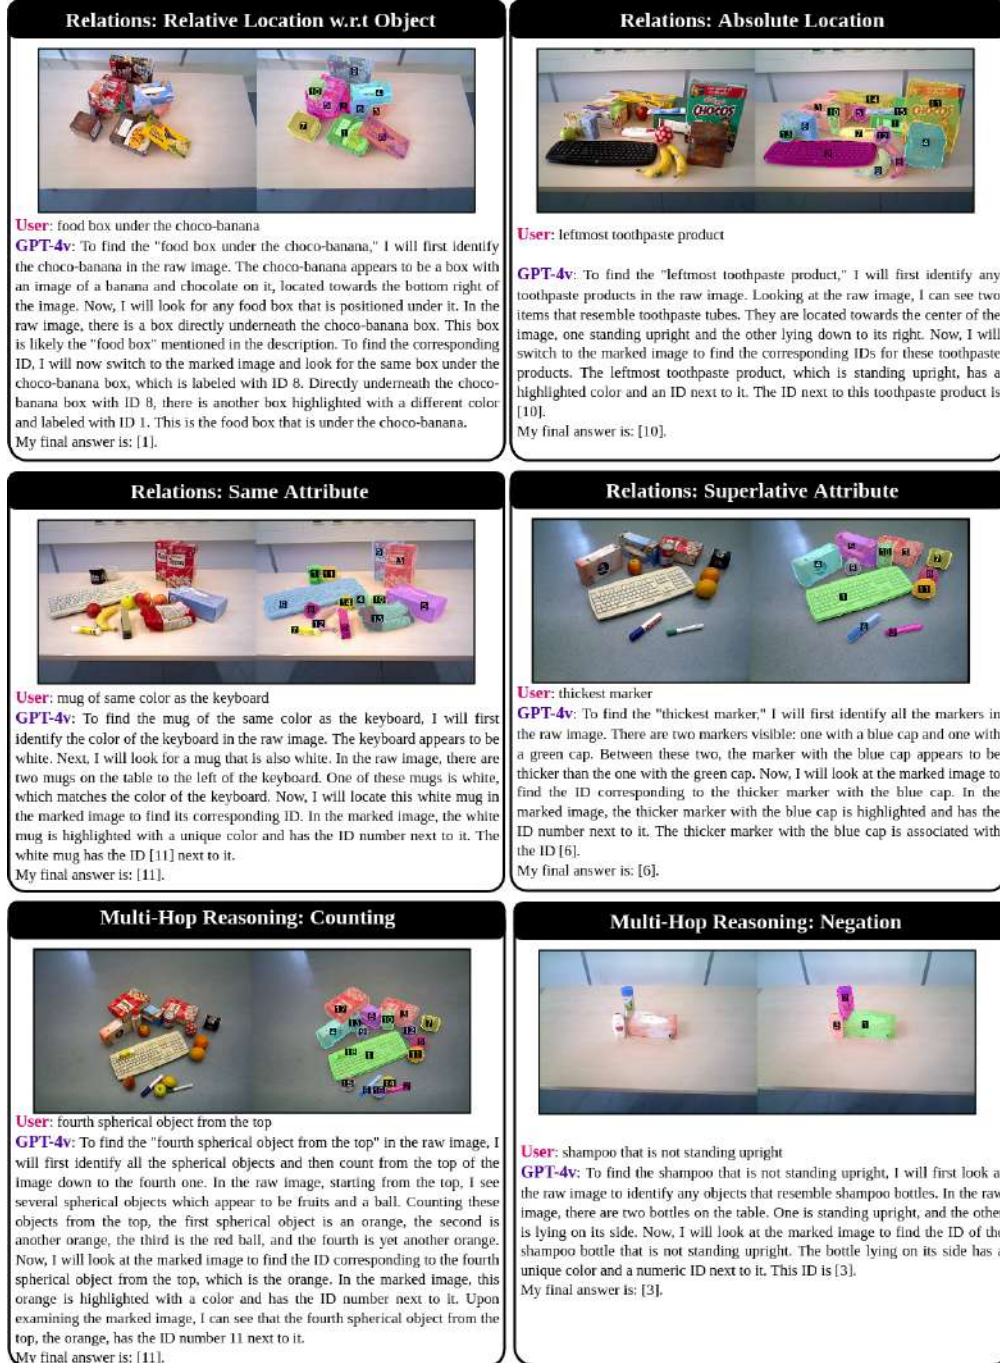 Relations: Relative Location w.r.t Object
User: food box under the choco-banana
GPT-4v: To find the "food box under the choco-banana," I will first identify
the choco-banana in the raw image. The choco-banana appears to be a box with
an image of a banana and chocolate on it, located towards the bottom right of
the image. Now, I will look for any food box that is positioned under it. In the
raw image, there is a box directly underneath the choco-banana box. This box
is likely the "food box" mentioned in the description. To find the corresponding
ID, I will now switch to the marked image and look for the same box under the
choco-banana box, which is labeled with ID 8. Directly underneath the choco-
banana box with ID 8, there is another box highlighted with a different color
and labeled with ID 1. This is the food box that is under the choco-banana.
My final answer is: [1].
Relations: Absolute Location
CHOCOS
User: leftmost toothpaste product
GPT-4v: To find the "leftmost toothpaste product," I will first identify any
toothpaste products in the raw image. Looking at the raw image, I can see two
items that resemble toothpaste tubes. They are located towards the center of the
image, one standing upright and the other lying down to its right. Now, I will
switch to the marked image to find the corresponding IDs for these toothpaste
products. The leftmost toothpaste product, which is standing upright, has a
highlighted color and an ID next to it. The ID next to this toothpaste product is
[10].
My final answer is: [10].
Relations: Same Attribute
User: mug of same color as the keyboard
GPT-4v: To find the mug of the same color as the keyboard, I will first
identify the color of the keyboard in the raw image. The keyboard appears to be
white. Next, I will look for a mug that is also white. In the raw image, there are
two mugs on the table to the left of the keyboard. One of these mugs is white,
which matches the color of the keyboard. Now, I will locate this white mug in
the marked image to find its corresponding ID. In the marked image, the white
mug is highlighted with a unique color and has the ID number next to it. The
white mug has the ID [11] next to it.
My final answer is: [11].
Relations: Superlative Attribute
User: thickest marker
GPT-4v: To find the "thickest marker," I will first identify all the markers in
the raw image. There are two markers visible: one with a blue cap and one with
a green cap. Between these two, the marker with the blue cap appears to be
thicker than the one with the green cap. Now, I will look at the marked image to
find the ID corresponding to the thicker marker with the blue cap. In the
marked image, the thicker marker with the blue cap is highlighted and has the
ID number next to it. The thicker marker with the blue cap is associated with
the ID [6].
My final answer is: [6].
Multi-Hop Reasoning: Counting
User: fourth spherical object from the top
GPT-4v: To find the "fourth spherical object from the top" in the raw image, I
will first identify all the spherical objects and then count from the top of the
image down to the fourth one. In the raw image, starting from the top, I see
several spherical objects which appear to be fruits and a ball. Counting these
objects from the top, the first spherical object is an orange, the second is
another orange, the third is the red ball, and the fourth is yet another orange.
Now, I will look at the marked image to find the ID corresponding to the fourth
spherical object from the top, which is the orange. In the marked image, this
orange is highlighted with a color and has the ID number next to it. Upon
examining the marked image, I can see that the fourth spherical object from the
top, the orange, has the ID number 11 next to it.
My final answer is: [11].
Multi-Hop Reasoning: Negation
User: shampoo that is not standing upright
GPT-4v: To find the shampoo that is not standing upright, I will first look a
the raw image to identify any objects that resemble shampoo bottles. In the raw
image, there are two bottles on the table. One is standing upright, and the other
is lying on its side. Now, I will look at the marked image to find the ID of the
shampoo bottle that is not standing upright. The bottle lying on its side has a
unique color and a numeric ID next to it. This ID is [3].
My final answer is: [3].